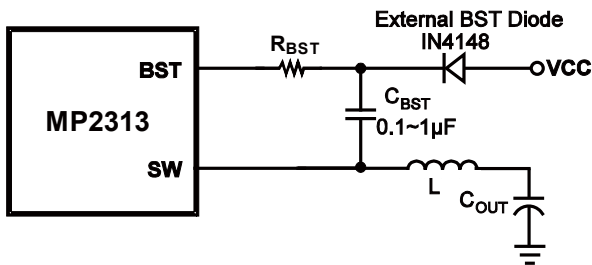 External BST Diode
IN4148
RBST
BST
VCC
CBST
0.1~1µF
MP2313
SW
L
COUT